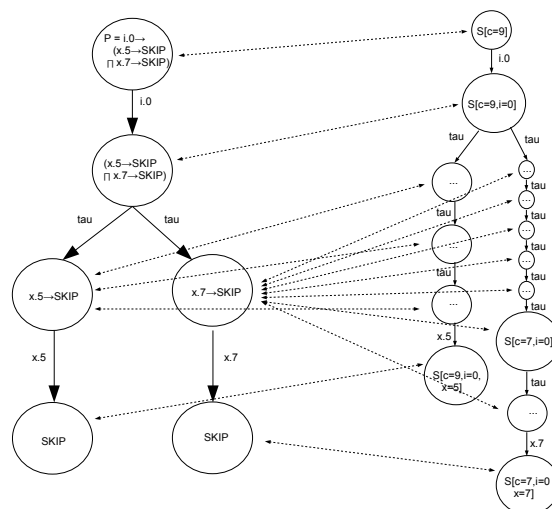 P = i.0→
(x.5→SKIP
⊓ x.7→SKIP)
S[c=9]
i.0
i.0
S[c=9,i=0]
(x.5→SKIP
⊓ x.7→SKIP)
tau
tau
...
...
tau
tau
tau
tau
...
tau
...
...
tau
tau
...
x.5→SKIP
x.7→SKIP
...
tau
...
tau
x.5
S[c=7,i=0]
x.5
x.7
S[c=9,i=0,
x=5]
tau
...
SKIP
SKIP
x.7
S[c=7,i=0
x=7]